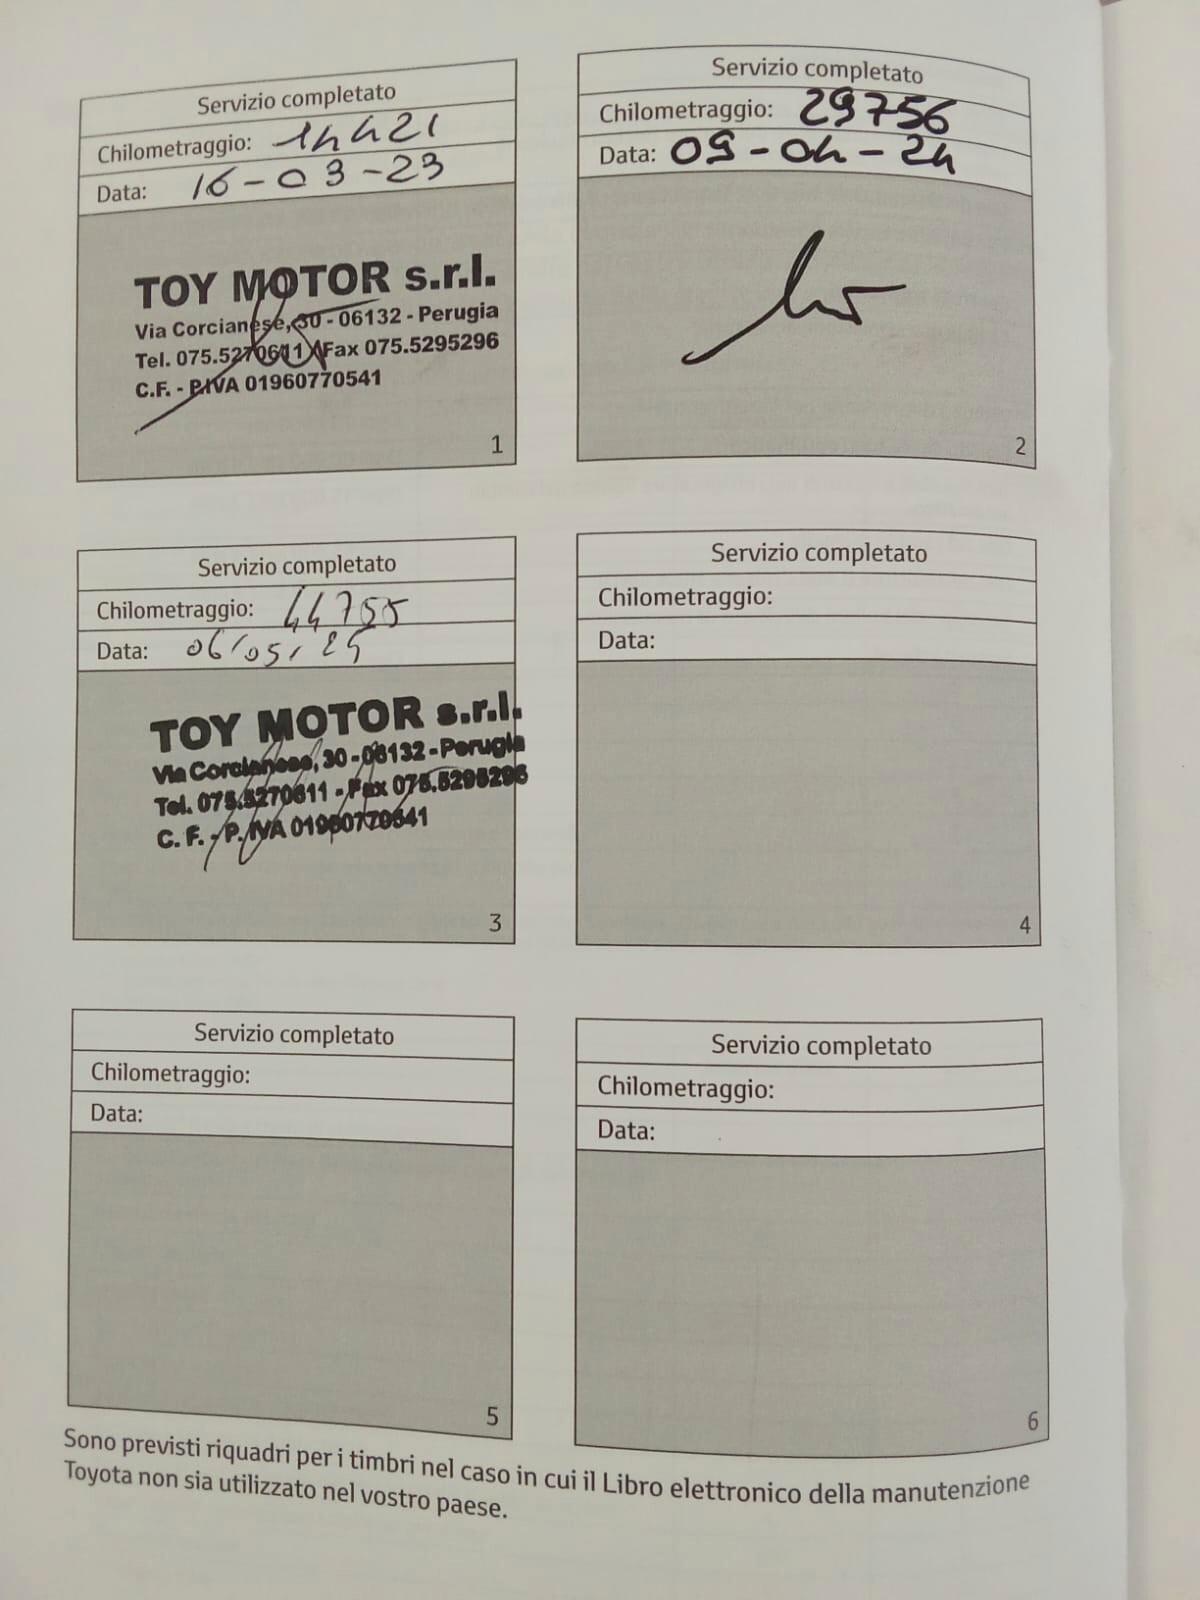 Servizio completato
Chilometraggio: 14421
Data: 16-03-23
TOY MOTOR s.r.l.
Via Corcianese, 30 - 06132 - Perugia
Tel. 075.5270611 - Fax 075.5295296
C.F. - P.IVA 01960770541
1
Servizio completato
Chilometraggio: 29756
Data: 09-04-24
2
Servizio completato
Chilometraggio: 44755
Data: 06/05/25
TOY MOTOR s.r.l.
Via Corcianese, 30 - 06132 - Perugia
Tel. 075.5270611 - Fax 075.5295296
C. F. - P. IVA 01960770541
3
Servizio completato
Chilometraggio:
Data:
4
Servizio completato
Chilometraggio:
Data:
5
Servizio completato
Chilometraggio:
Data:
6
Sono previsti riquadri per i timbri nel caso in cui il Libro elettronico della manutenzione
Toyota non sia utilizzato nel vostro paese.